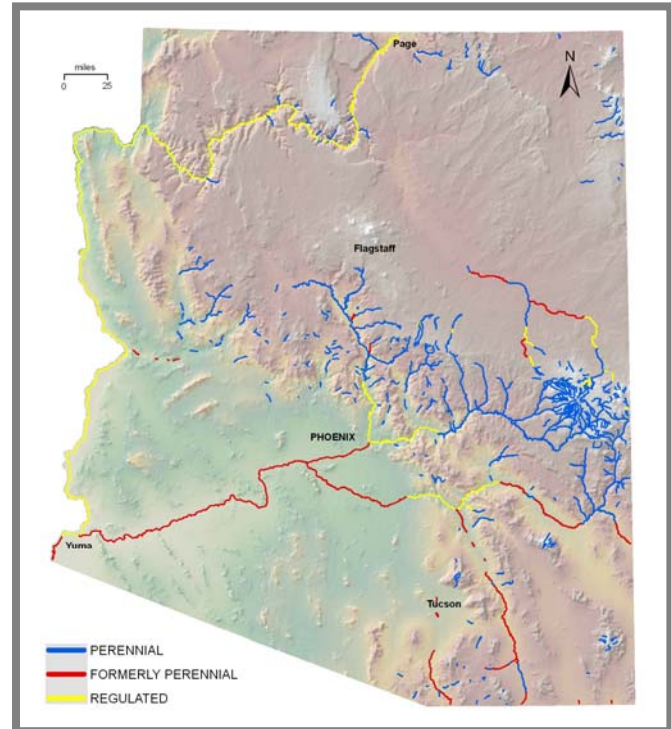 Page
N
miles
0 25
Flagstaff
PHOENIX
Yuma
Tucson
PERENNIAL
FORMERLY PERENNIAL
REGULATED